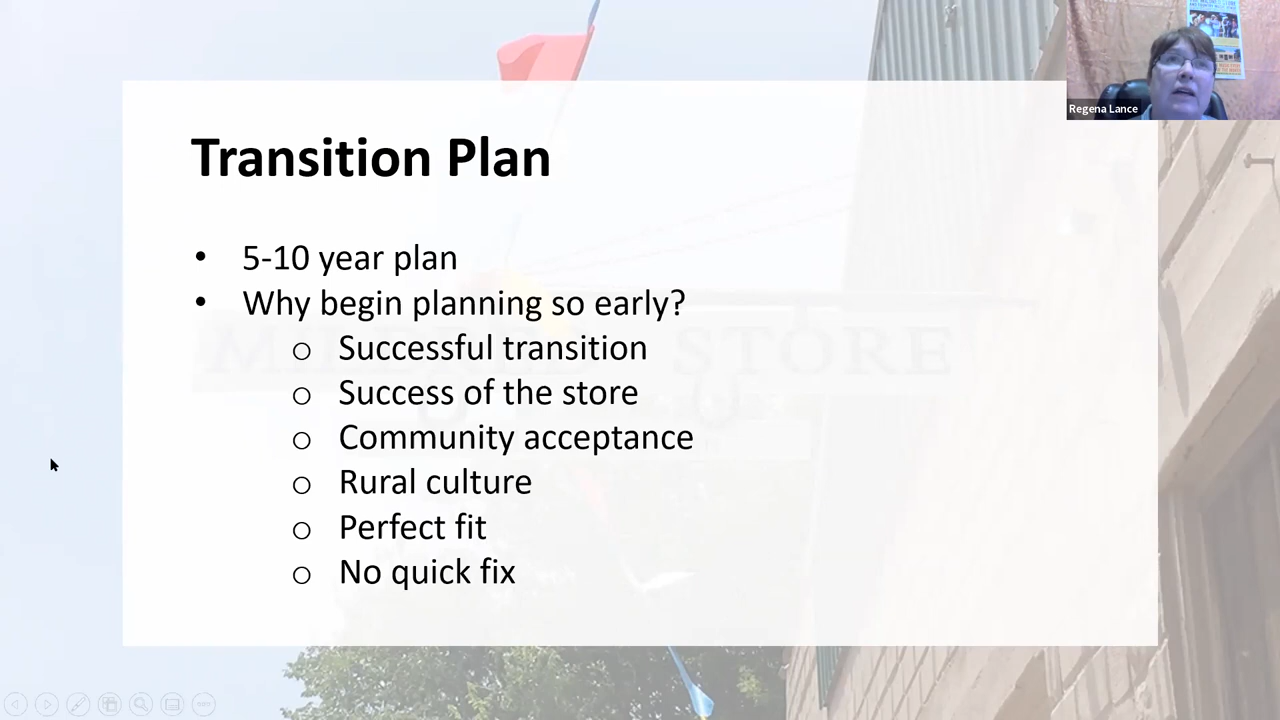 Regena Lance
Transition Plan
• 5-10 year plan
• Why begin planning so early?
o Successful transition
o Success of the store
o Community acceptance
o Rural culture
o Perfect fit
o No quick fix
STORE